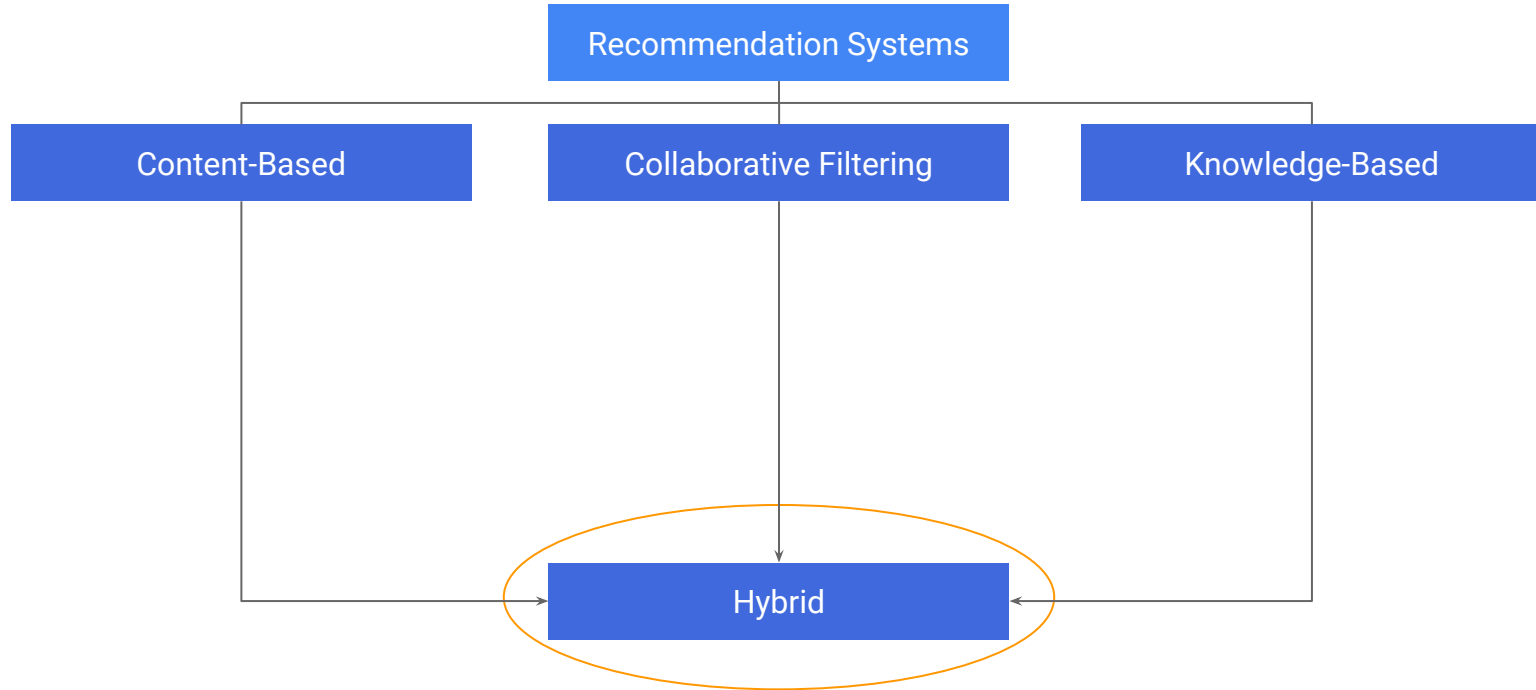 Recommendation Systems
Content-Based
Collaborative Filtering
Knowledge-Based
Hybrid